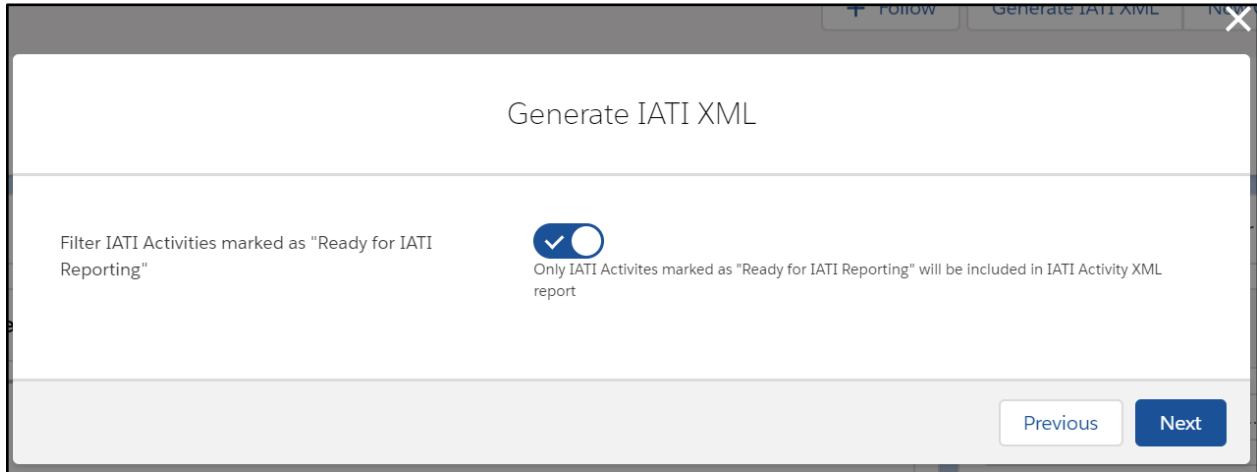 Follow Generate IATI XML
Generate IATI XML
Filter IATI Activities marked as "Ready for IATI
Reporting"
Only IATI Activites marked as "Ready for IATI Reporting" will be included in IATI Activity XML
report
Previous Next